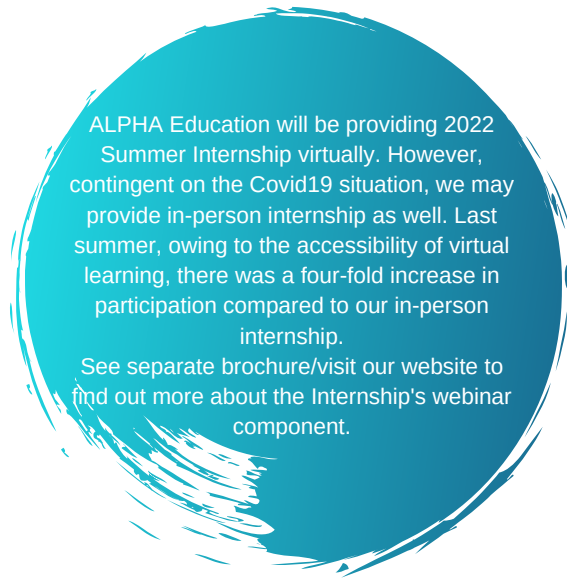 ALPHA Education will be providing 2022
Summer Internship virtually. However,
contingent on the Covid19 situation, we may
provide in-person internship as well. Last
summer, owing to the accessibility of virtual
learning, there was a four-fold increase in
participation compared to our in-person
internship.
See separate brochure/visit our website to
find out more about the Internship's webinar
component.